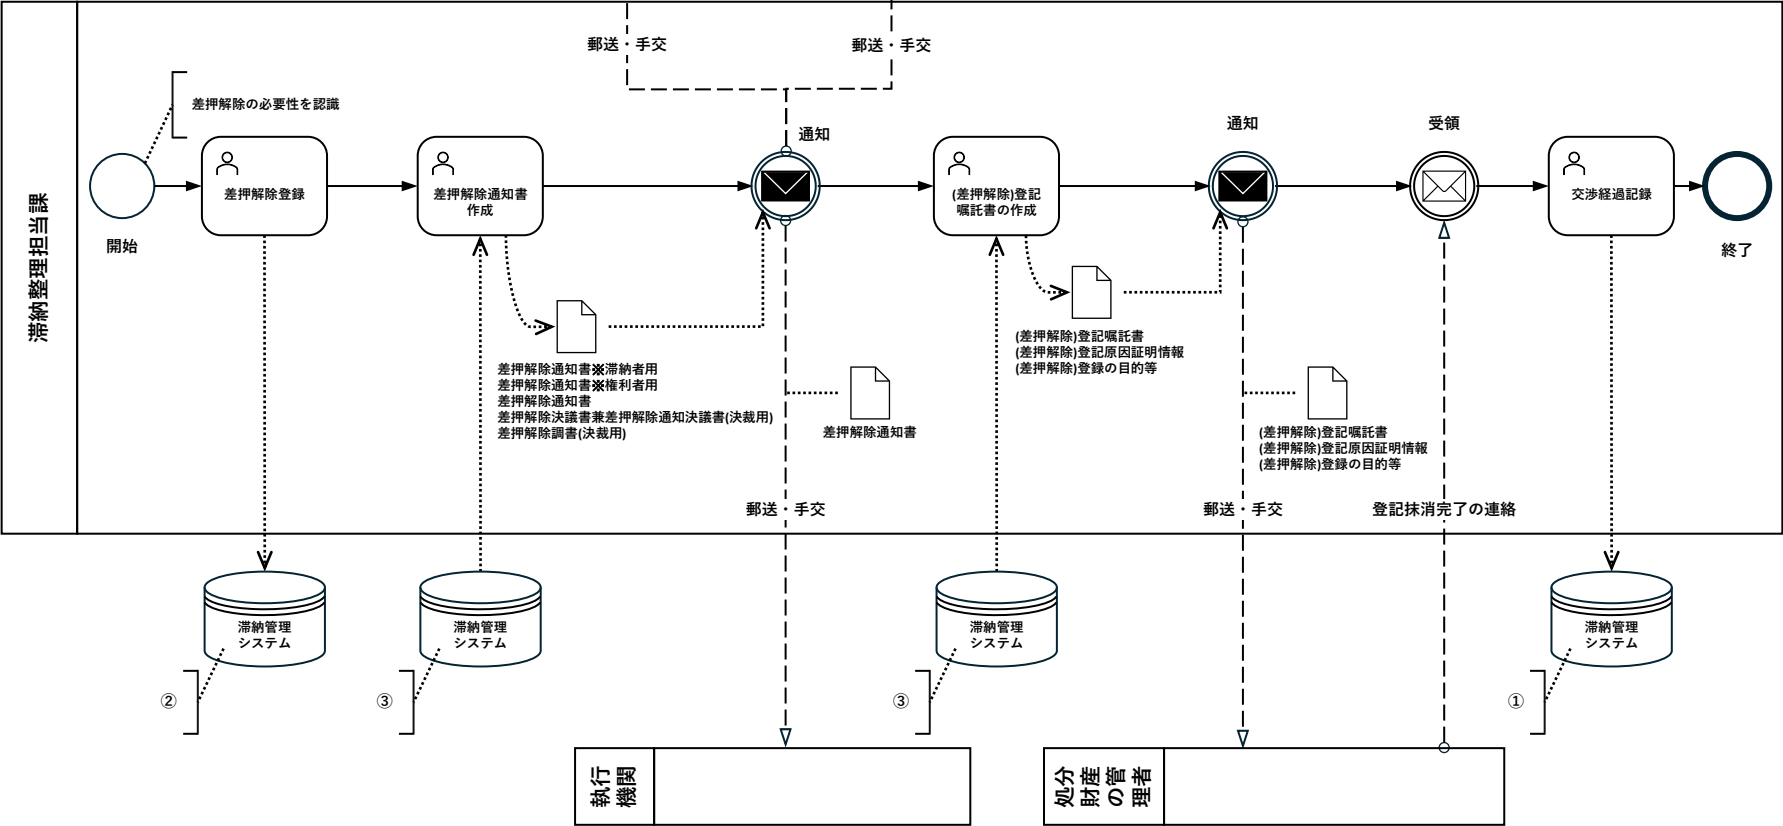 滞納整理担当課
郵送・手交
郵送・手交
差押解除の必要性を認識
通知
通知
受領
開始
差押解除登録
差押解除通知書
作成
(差押解除)登記
嘱託書の作成
交渉経過記録
終了
差押解除通知書※滞納者用
差押解除通知書※権利者用
差押解除通知書
差押解除決議書兼差押解除通知決議書(決裁用)
差押解除調書(決裁用)
差押解除通知書
(差押解除)登記嘱託書
(差押解除)登記原因証明情報
(差押解除)登録の目的等
(差押解除)登記嘱託書
(差押解除)登記原因証明情報
(差押解除)登録の目的等
郵送・手交
郵送・手交
登記抹消完了の連絡
滞納管理
システム
滞納管理
システム
滞納管理
システム
滞納管理
システム
②
③
③
①
執行
機関
処分
財産
の管
理者